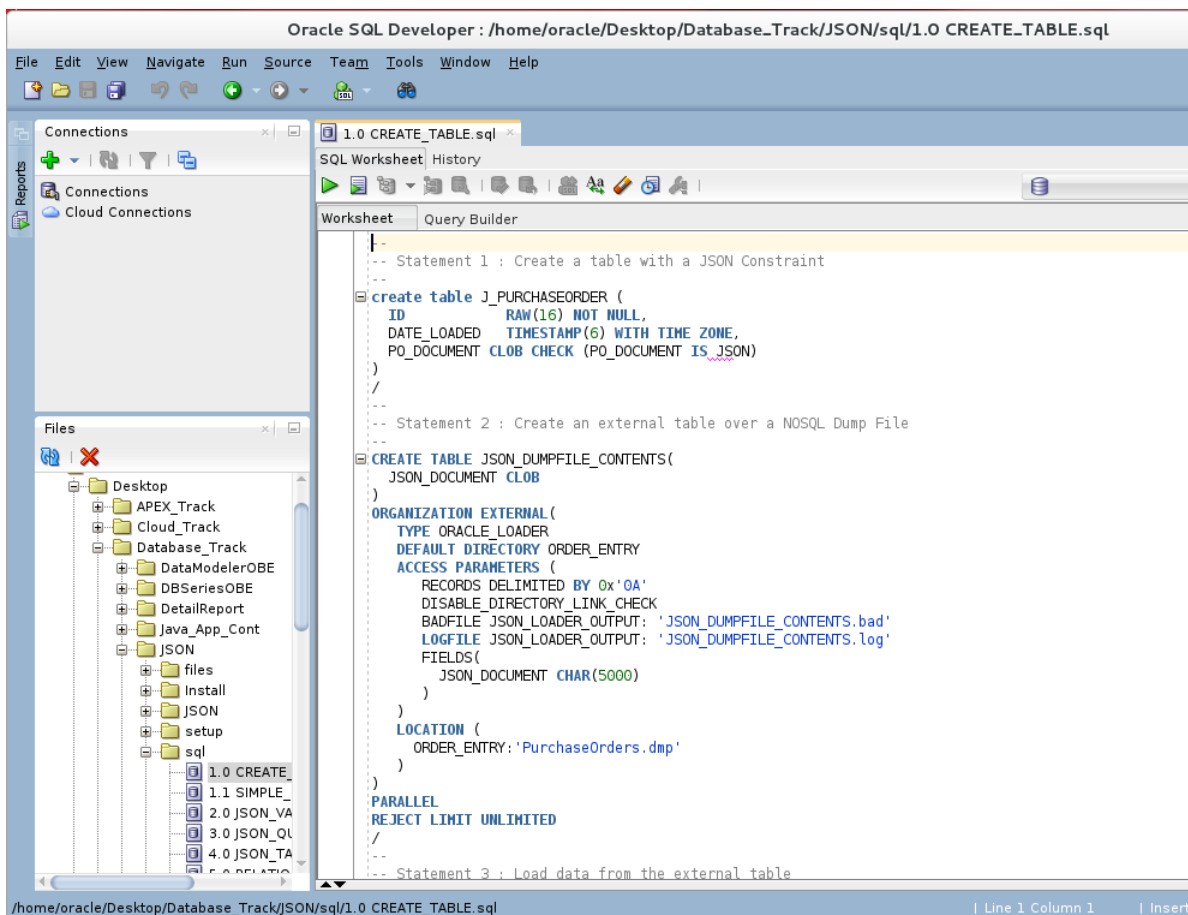 Oracle SQL Developer : /home/oracle/Desktop/Database_Track/JSON/sql/1.0 CREATE_TABLE.sql
File Edit View Navigate Run Source Team Tools Window Help
Reports
Connections
Connections
Cloud Connections
Files
Desktop
APEX_Track
Cloud_Track
Database_Track
DataModelerOBE
DBSeriesOBE
DetailReport
Java_App_Cont
JSON
files
Install
JSON
setup
sql
1.0 CREATE_
1.1 SIMPLE_
2.0 JSON_VA
3.0 JSON_QU
4.0 JSON_TA
5.0 RELATIO
1.0 CREATE_TABLE.sql
SQL Worksheet History
Worksheet Query Builder
--
-- Statement 1 : Create a table with a JSON Constraint
--
create table J_PURCHASEORDER (
ID RAW(16) NOT NULL,
DATE_LOADED TIMESTAMP(6) WITH TIME ZONE,
PO_DOCUMENT CLOB CHECK (PO_DOCUMENT IS JSON)
)
/
--
-- Statement 2 : Create an external table over a NOSQL Dump File
--
CREATE TABLE JSON_DUMPFILE_CONTENTS(
JSON_DOCUMENT CLOB
)
ORGANIZATION EXTERNAL(
TYPE ORACLE_LOADER
DEFAULT DIRECTORY ORDER_ENTRY
ACCESS PARAMETERS (
RECORDS DELIMITED BY 0x'0A'
DISABLE_DIRECTORY_LINK_CHECK
BADFILE JSON_LOADER_OUTPUT: 'JSON_DUMPFILE_CONTENTS.bad'
LOGFILE JSON_LOADER_OUTPUT: 'JSON_DUMPFILE_CONTENTS.log'
FIELDS(
JSON_DOCUMENT CHAR(5000)
)
)
LOCATION (
ORDER_ENTRY:'PurchaseOrders.dmp'
)
)
PARALLEL
REJECT LIMIT UNLIMITED
/
--
-- Statement 3 : Load data from the external table
/home/oracle/Desktop/Database_Track/JSON/sql/1.0 CREATE_TABLE.sql
| Line 1 Column 1 | Insert